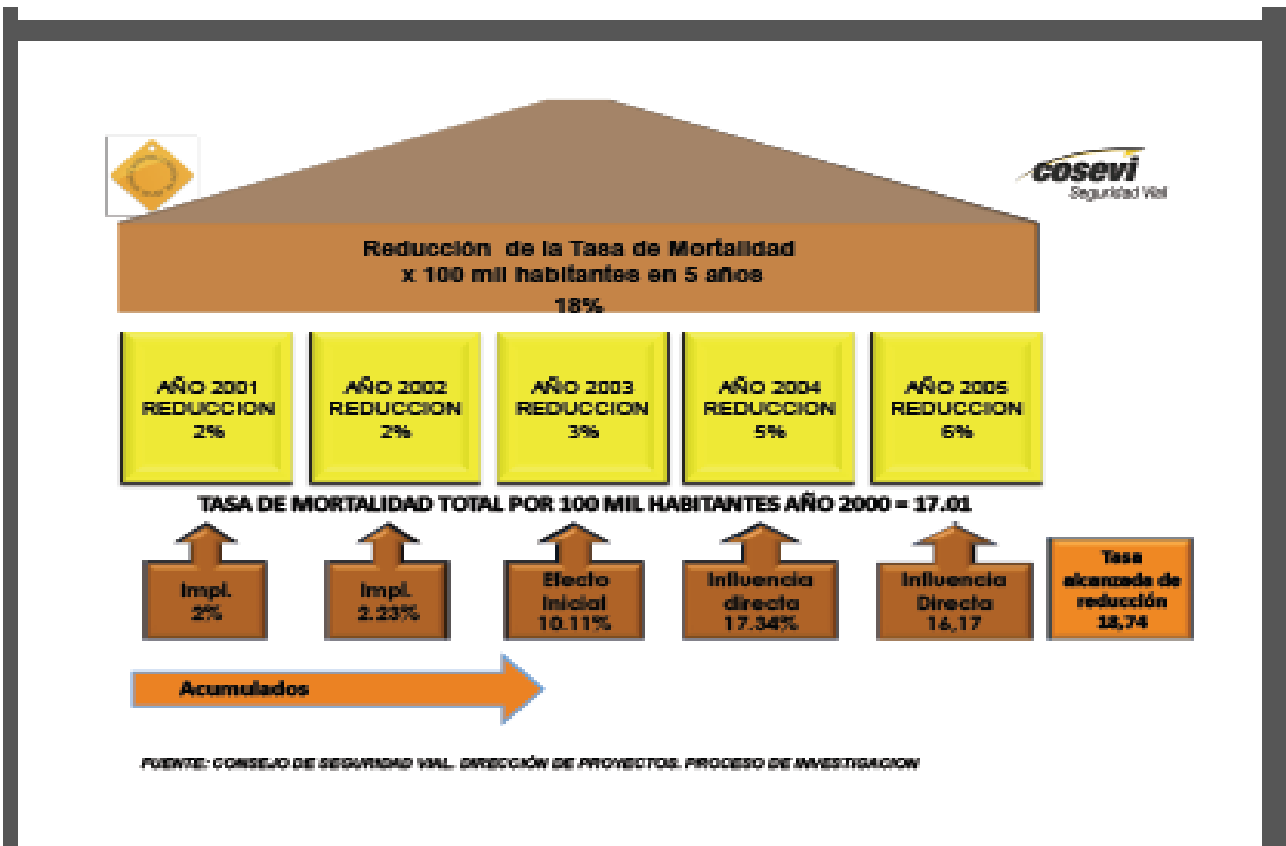 cosevi
Seguridad Vial
Reducción de la Tasa de Mortalidad
x 100 mil habitantes en 5 años
18%
AÑO 2001
REDUCCION
2%
AÑO 2002
REDUCCION
2%
AÑO 2003
REDUCCION
3%
AÑO 2004
REDUCCION
5%
AÑO 2005
REDUCCION
6%
TASA DE MORTALIDAD TOTAL POR 100 MIL HABITANTES AÑO 2000 = 17.01
Impl.
2%
Impl.
2.23%
Efecto
Inicial
10.11%
Influencia
directa
17.34%
Influencia
Directa
16,17
Tasa
alcanzada de
reducción
18,74
Acumulados
FUENTE: CONSEJO DE SEGURIDAD VIAL. DIRECCIÓN DE PROYECTOS. PROCESO DE INVESTIGACION